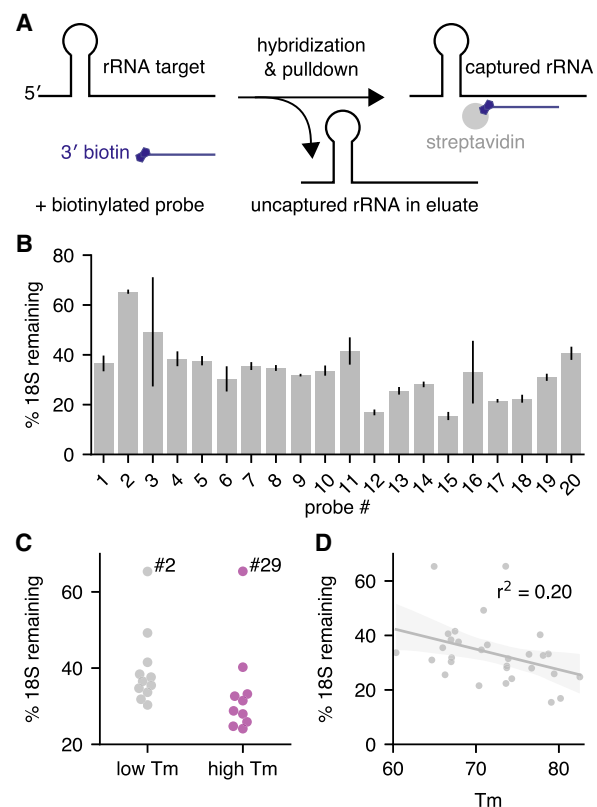 A
hybridization
& pulldown
rRNA target
captured rRNA
5′
streptavidin
3′ biotin
+ biotinylated probe
uncaptured rRNA in eluate
B
% 18S remaining
80
60
40
20
0
1 2 3 4 5 6 7 8 9 10 11 12 13 14 15 16 17 18 19 20
probe #
C
% 18S remaining
60
40
20
#2
#29
low Tm
high Tm
D
% 18S remaining
60
40
20
0
r² = 0.20
60 70 80
Tm